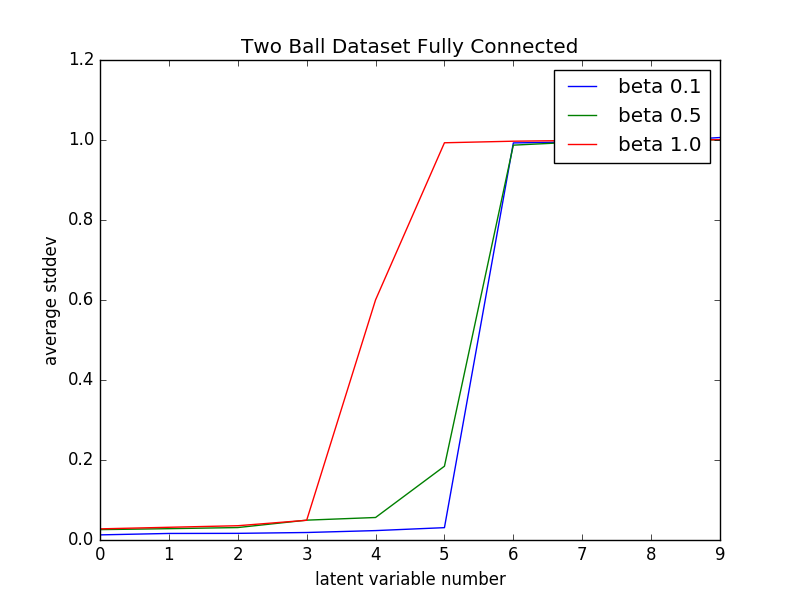 Two Ball Dataset Fully Connected
beta 0.1
beta 0.5
beta 1.0
average stddev
1.2
1.0
0.8
0.6
0.4
0.2
0.0
0 1 2 3 4 5 6 7 8 9
latent variable number